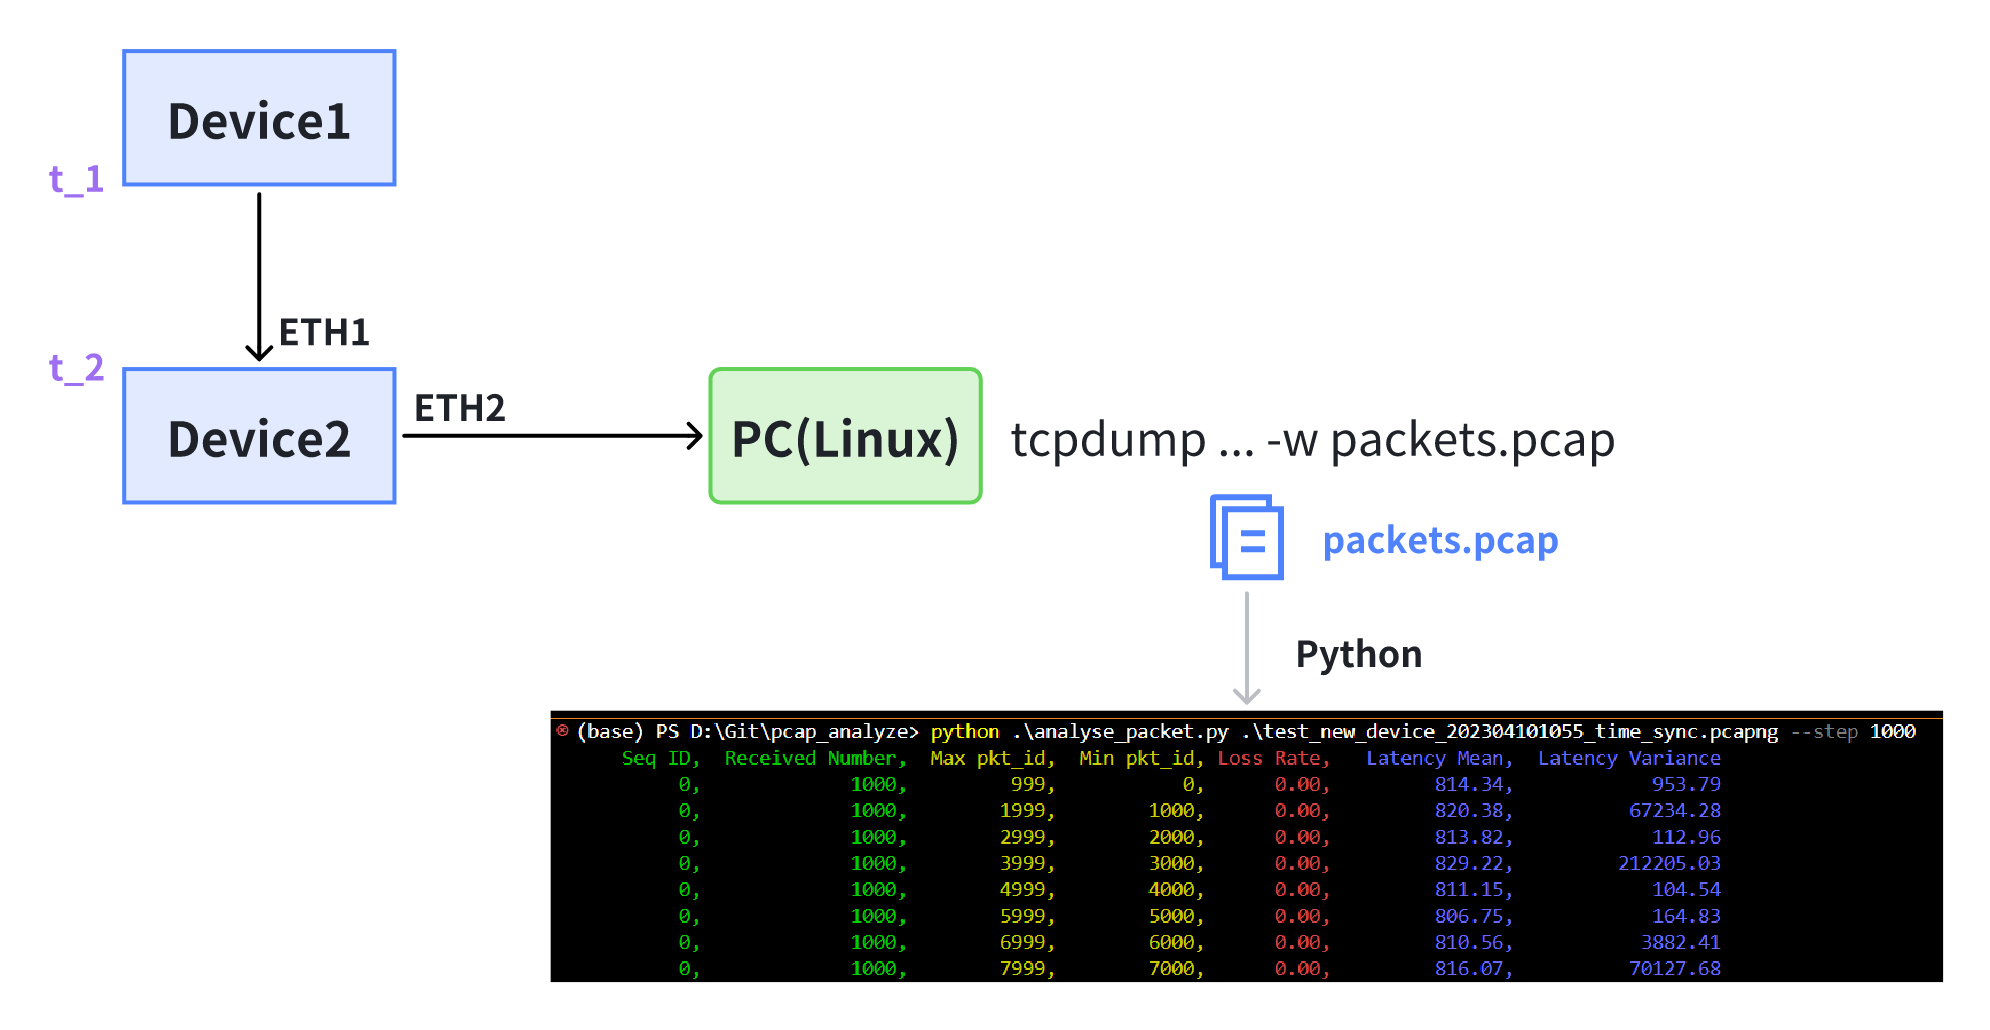 Device1
t_1
ETH1
t_2
Device2
ETH2
PC(Linux)
tcpdump ... -w packets.pcap
packets.pcap
Python
(base) PS D:\Git\pcap_analyze> python .\analyse_packet.py .\test_new_device_202304101055_time_sync.pcapng --step 1000
Seq ID, Received Number, Max pkt_id, Min pkt_id, Loss Rate, Latency Mean, Latency Variance
0, 1000, 999, 0, 0.00, 814.34, 953.79
0, 1000, 1999, 1000, 0.00, 820.38, 67234.28
0, 1000, 2999, 2000, 0.00, 813.82, 112.96
0, 1000, 3999, 3000, 0.00, 829.22, 212205.03
0, 1000, 4999, 4000, 0.00, 811.15, 104.54
0, 1000, 5999, 5000, 0.00, 806.75, 164.83
0, 1000, 6999, 6000, 0.00, 810.56, 3882.41
0, 1000, 7999, 7000, 0.00, 816.07, 70127.68